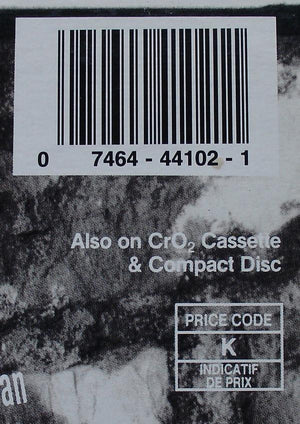 0 7464 - 44102 - 1
Also on CrO₂ Cassette
& Compact Disc
PRICE CODE
K
INDICATIF
DE PRIX